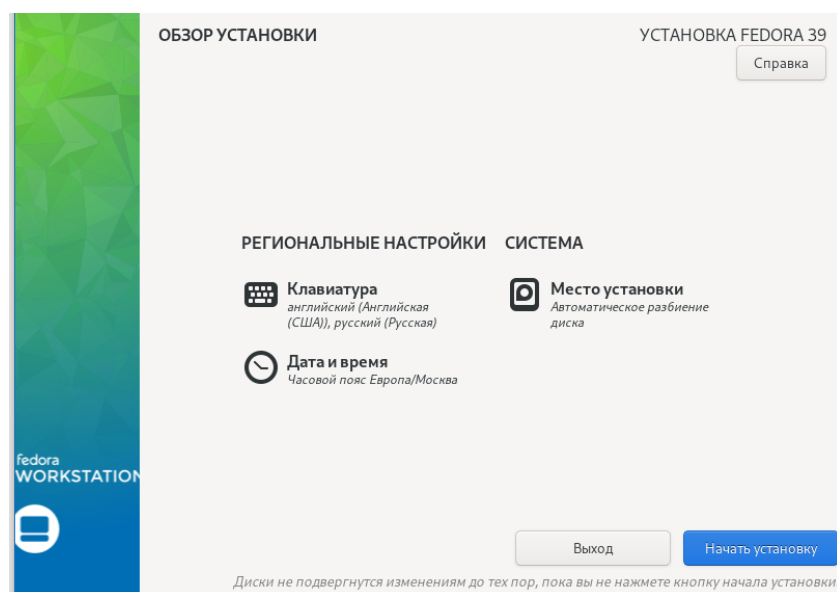 ОБЗОР УСТАНОВКИ
УСТАНОВКА FEDORA 39
Справка
РЕГИОНАЛЬНЫЕ НАСТРОЙКИ
Клавиатура
английский (Английская
(США)), русский (Русская)
Дата и время
Часовой пояс Европа/Москва
СИСТЕМА
Место установки
Автоматическое разбиение
диска
fedora
WORKSTATION
Выход
Начать установку
Диски не подвергнутся изменениям до тех пор, пока вы не нажмете кнопку начала установки